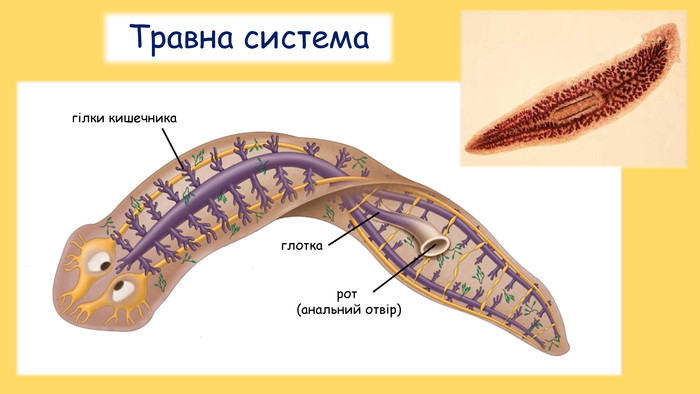 Травна система
гілки кишечника
глотка
рот
(анальний отвір)